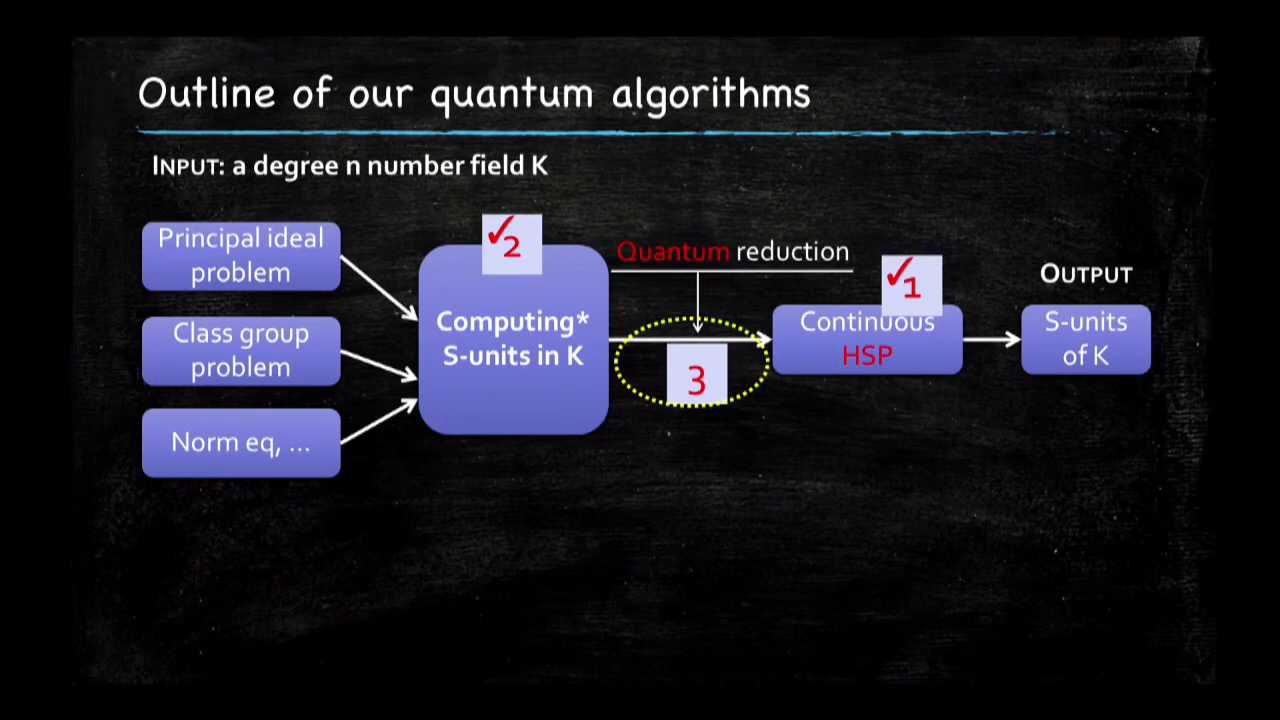 Outline of our quantum algorithms
INPUT: a degree n number field K
Principal ideal
problem
Class group
problem
Norm eq, ...
✓2
Computing*
S-units in K
Quantum reduction
3
✓1
Continuous
HSP
OUTPUT
S-units
of K